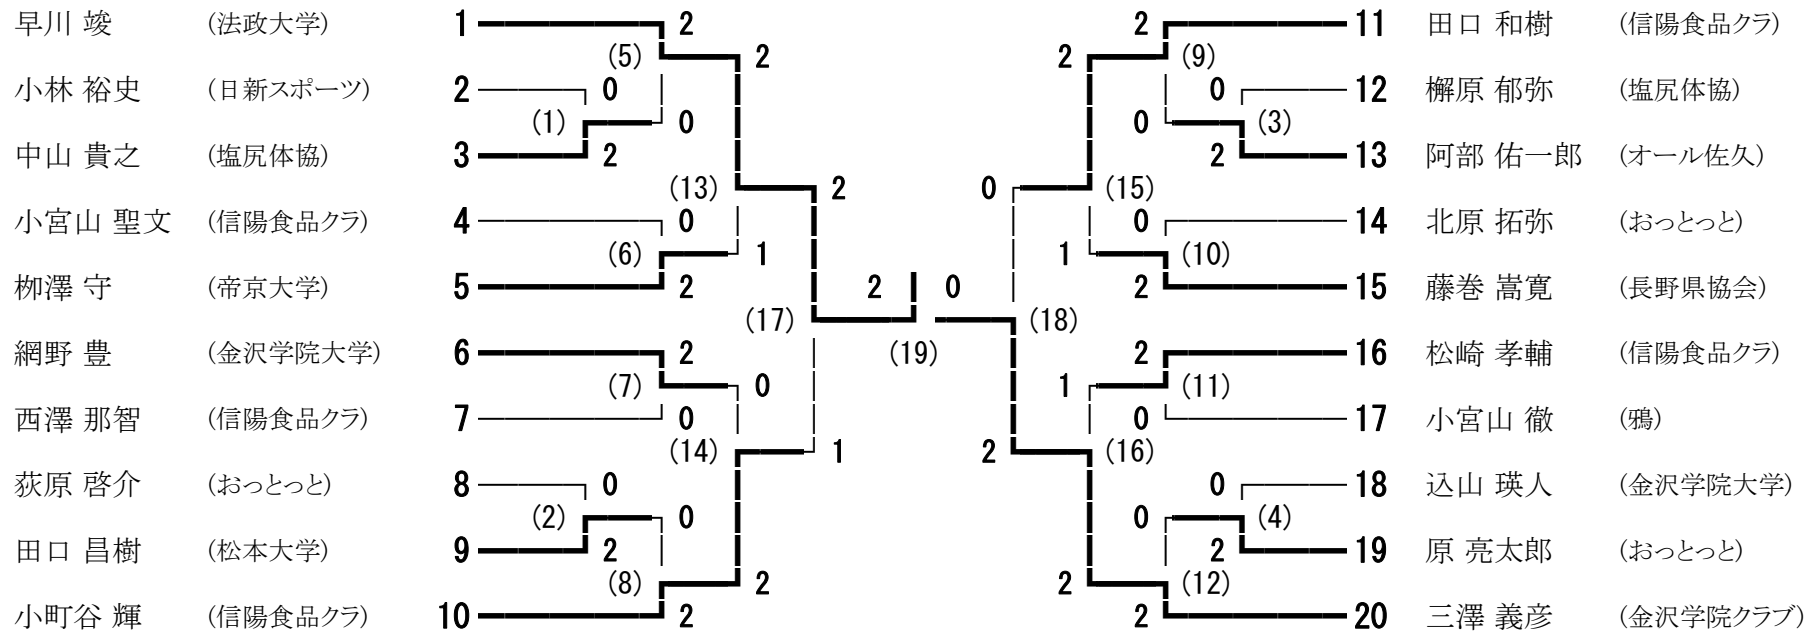 早川 竣 (法政大学) 1 2 2 11 田口 和樹 (信陽食品クラ)
(5) 2 2 (9)
小林 裕史 (日新スポーツ) 2 0 0 12 檞原 郁弥 (塩尻体協)
(1) 0 0 (3)
中山 貴之 (塩尻体協) 3 2 2 13 阿部 佑一郎 (オール佐久)
(13) 2 0 (15)
小宮山 聖文 (信陽食品クラ) 4 0 0 14 北原 拓弥 (おっとっと)
(6) 1 1 (10)
栁澤 守 (帝京大学) 5 2 2 0 2 15 藤巻 嵩寛 (長野県協会)
(17) (18)
網野 豊 (金沢学院大学) 6 2 (19) 2 16 松崎 孝輔 (信陽食品クラ)
(7) 0 1 (11)
西澤 那智 (信陽食品クラ) 7 0 0 17 小宮山 徹 (鴉)
(14) 1 2 (16)
荻原 啓介 (おっとっと) 8 0 0 18 込山 瑛人 (金沢学院大学)
(2) 0 0 (4)
田口 昌樹 (松本大学) 9 2 2 19 原 亮太郎 (おっとっと)
(8) 2 2 (12)
小町谷 輝 (信陽食品クラ) 10 2 2 20 三澤 義彦 (金沢学院クラブ)